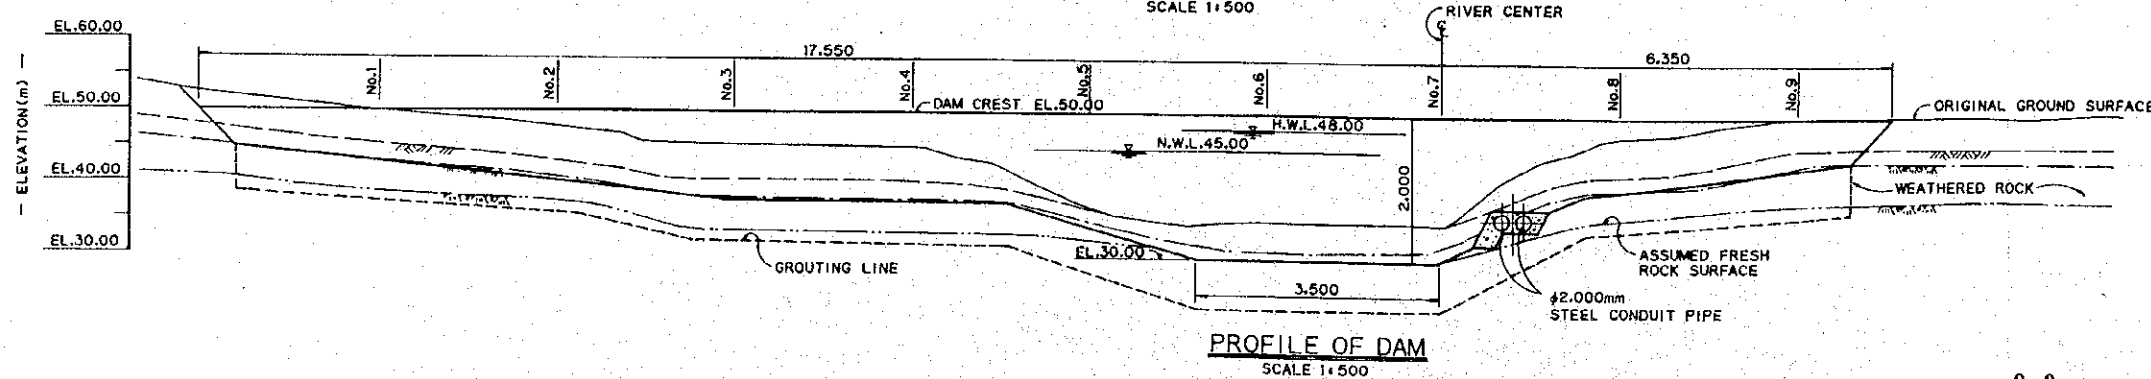 SCALE 1:500
RIVER CENTER
℄
EL.60.00
17.550
6.350
No.1
No.2
No.3
No.4
No.5
No.6
No.7
No.8
No.9
EL.50.00
DAM CREST EL.50.00
ORIGINAL GROUND SURFACE
H.W.L.48.00
N.W.L.45.00
- ELEVATION(m) -
EL.40.00
2.000
WEATHERED ROCK
EL.30.00
GROUTING LINE
EL.30.00
ASSUMED FRESH
ROCK SURFACE
3.500
ϕ2.000mm
STEEL CONDUIT PIPE
PROFILE OF DAM
SCALE 1:500